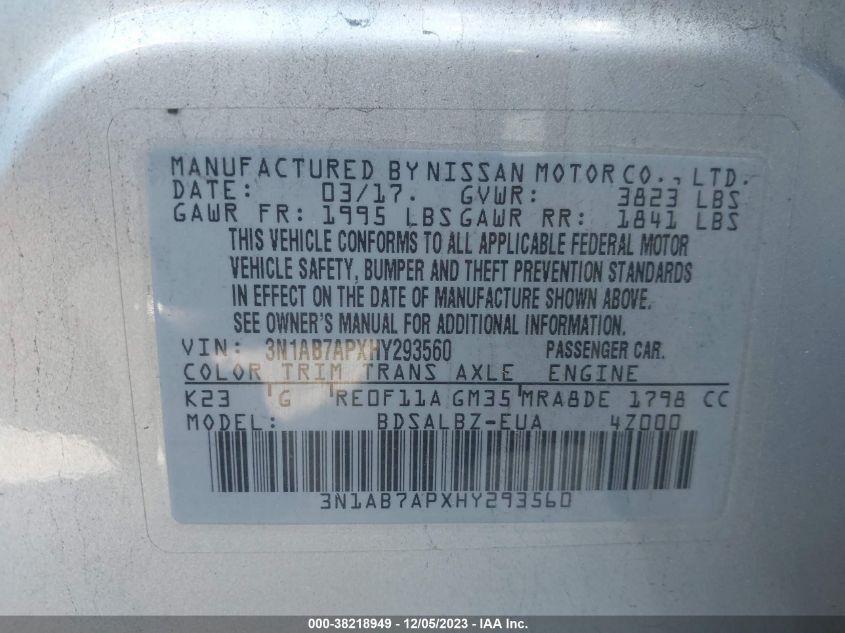 MANUFACTURED BY NISSAN MOTOR CO., LTD.
DATE: 03/17. GVWR: 3823 LBS
GAWR FR: 1995 LBS GAWR RR: 1841 LBS
THIS VEHICLE CONFORMS TO ALL APPLICABLE FEDERAL MOTOR
VEHICLE SAFETY, BUMPER AND THEFT PREVENTION STANDARDS
IN EFFECT ON THE DATE OF MANUFACTURE SHOWN ABOVE.
SEE OWNER'S MANUAL FOR ADDITIONAL INFORMATION.
VIN: 3N1AB7APXHY293560 PASSENGER CAR.
COLOR TRIM TRANS AXLE ENGINE
K23 G RE0F11A GM35 MRA8DE 1798 CC
MODEL: BDSALBZ-EUA 4Z000
3N1AB7APXHY293560
000-38218949 - 12/05/2023 - IAA Inc.